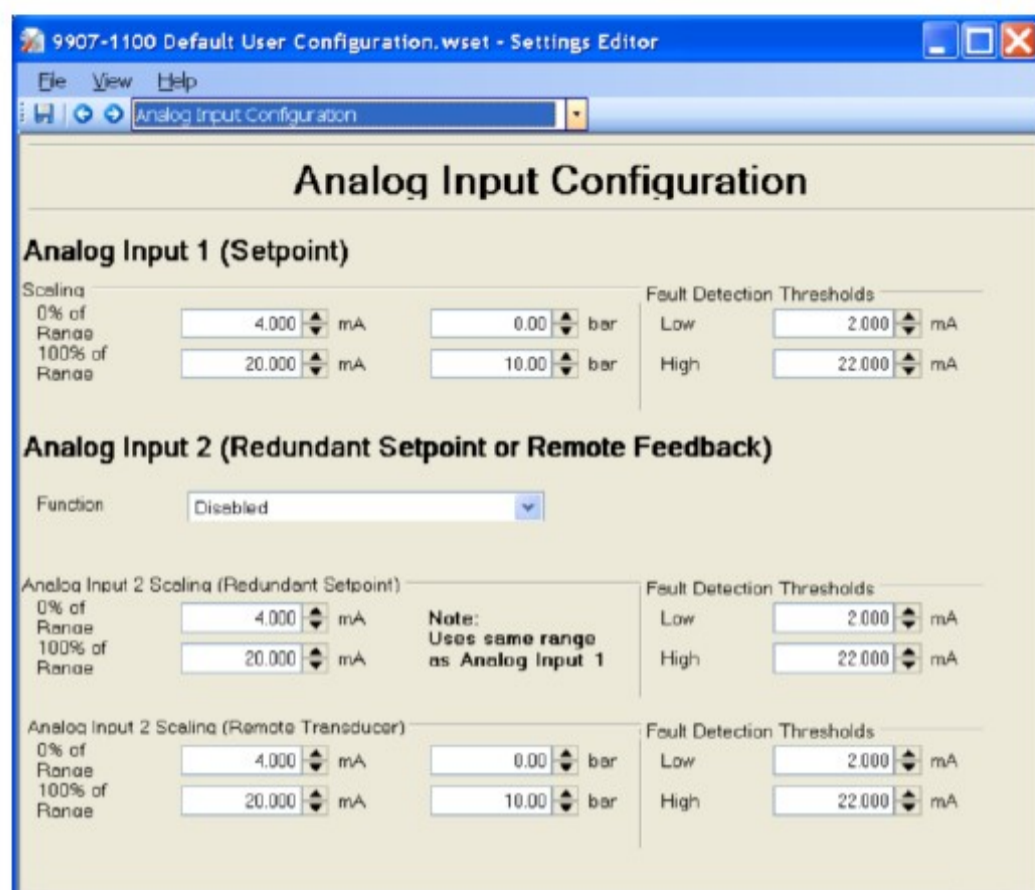 9907-1100 Default User Configuration.wset - Settings Editor
File View Help
Analog Input Configuration
Analog Input Configuration
Analog Input 1 (Setpoint)
Scaling
Fault Detection Thresholds
0% of Range 4.000 mA 0.00 bar Low 2.000 mA
100% of Range 20.000 mA 10.00 bar High 22.000 mA
Analog Input 2 (Redundant Setpoint or Remote Feedback)
Function Disabled
Analog Input 2 Scaling (Redundant Setpoint)
Fault Detection Thresholds
0% of Range 4.000 mA Low 2.000 mA
Note:
Uses same range
as Analog Input 1
100% of Range 20.000 mA High 22.000 mA
Analog Input 2 Scaling (Remote Transducer)
Fault Detection Thresholds
0% of Range 4.000 mA 0.00 bar Low 2.000 mA
100% of Range 20.000 mA 10.00 bar High 22.000 mA